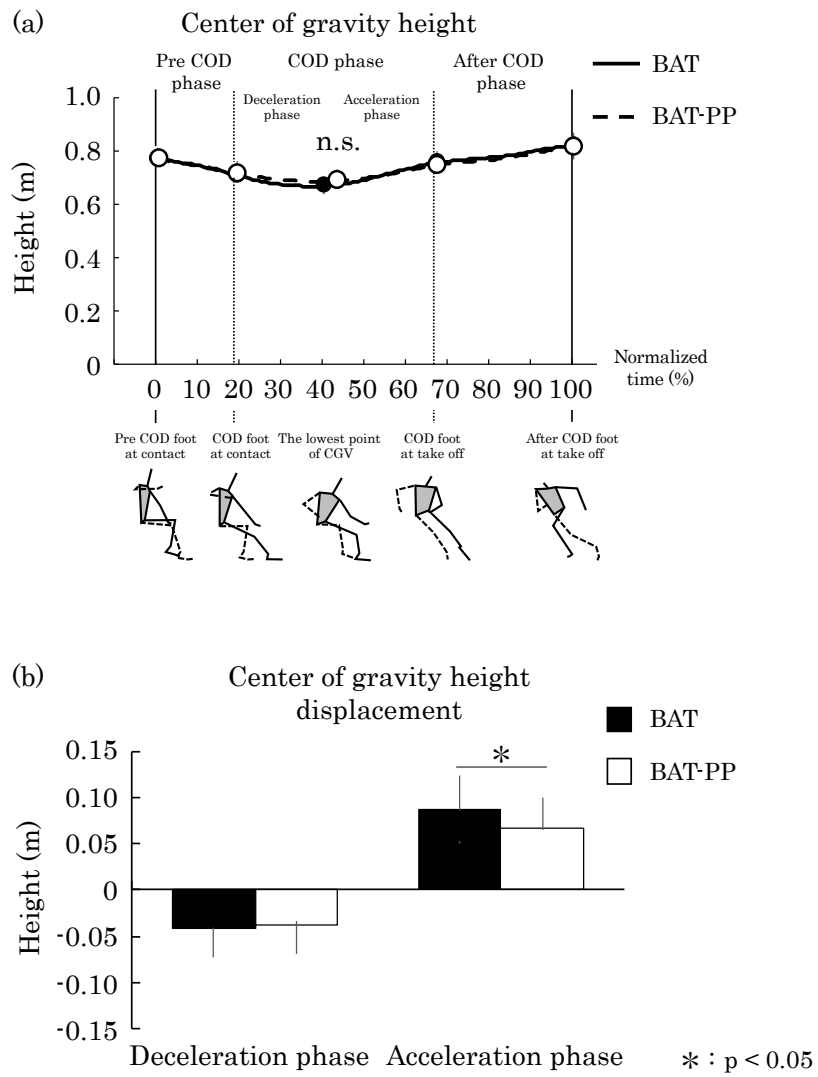 (a)
Center of gravity height
Pre COD phase
COD phase
After COD phase
BAT
BAT-PP
Deceleration phase
Acceleration phase
n.s.
Height (m)
1.0
0.8
0.6
0.4
0.2
0
0 10 20 30 40 50 60 70 80 90 100
Normalized time (%)
Pre COD foot at contact
COD foot at contact
The lowest point of CGV
COD foot at take off
After COD foot at take off
(b)
Center of gravity height
displacement
BAT
BAT-PP
Height (m)
0.15
0.10
0.05
0
-0.05
-0.10
-0.15
*
Deceleration phase
Acceleration phase
* : p < 0.05